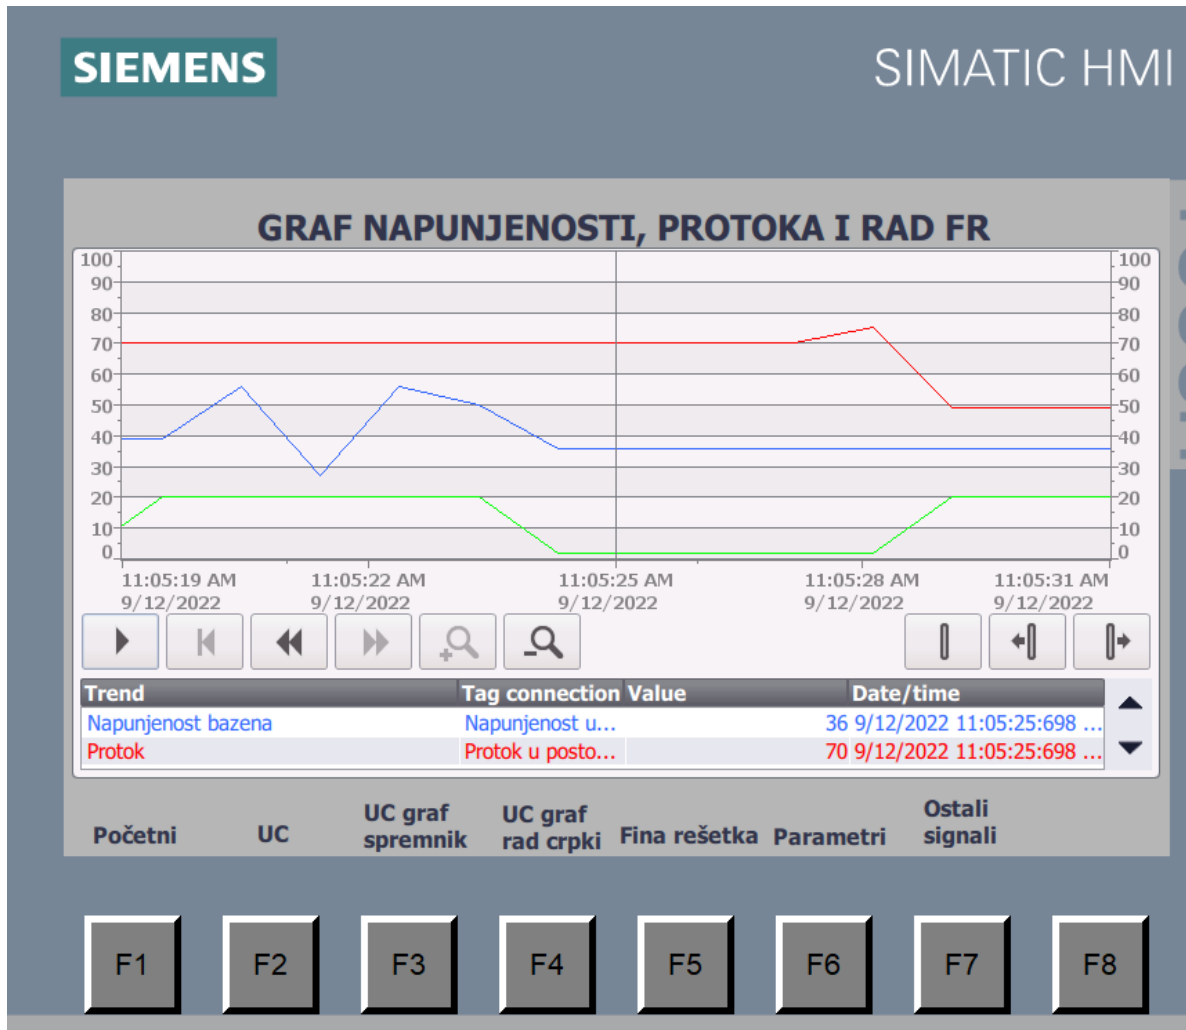 SIEMENS
SIMATIC HMI
GRAF NAPUNJENOSTI, PROTOKA I RAD FR
100 100
90 90
80 80
70 70
60 60
50 50
40 40
30 30
20 20
10 10
0 0
11:05:19 AM 11:05:22 AM 11:05:25 AM 11:05:28 AM 11:05:31 AM
9/12/2022 9/12/2022 9/12/2022 9/12/2022 9/12/2022
Trend Tag connection Value Date/time
Napunjenost bazena Napunjenost u... 36 9/12/2022 11:05:25:698 ...
Protok Protok u posto... 70 9/12/2022 11:05:25:698 ...
Početni UC UC graf spremnik UC graf rad crpki Fina rešetka Parametri Ostali signali
F1 F2 F3 F4 F5 F6 F7 F8